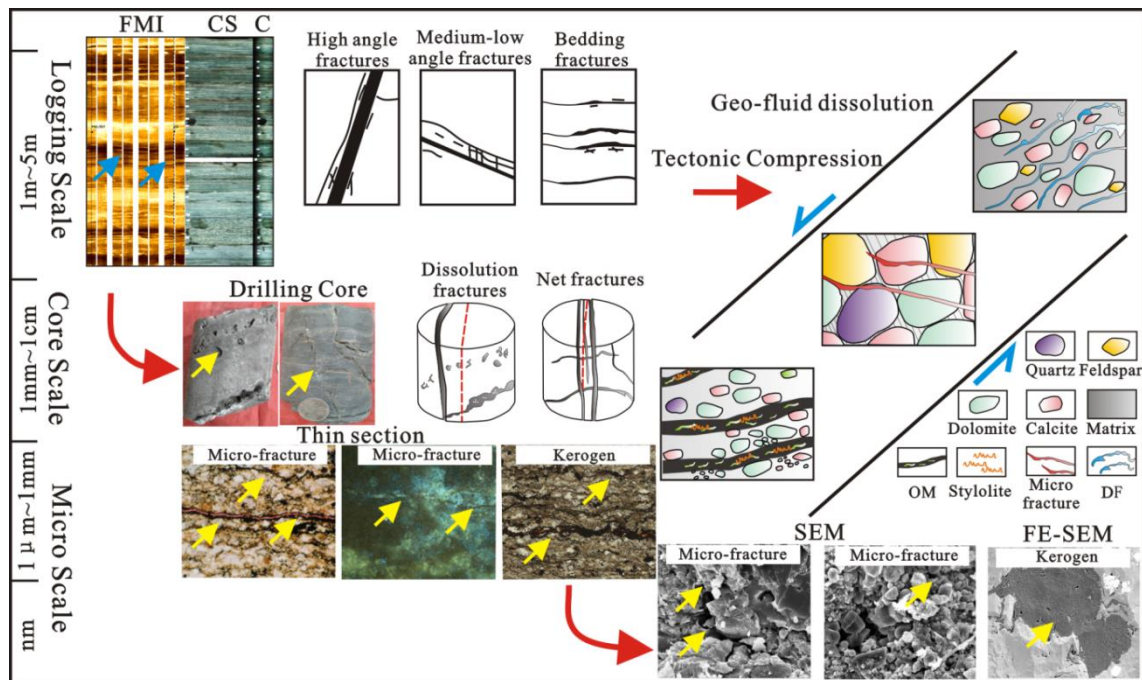 FMI CS C
Logging Scale
1m~5m
High angle
fractures
Medium-low
angle fractures
Bedding
fractures
Geo-fluid dissolution
Tectonic Compression
Core Scale
1mm~1cm
Drilling Core
Dissolution
fractures
Net fractures
Quartz Feldspar
Dolomite Calcite Matrix
OM Stylolite Micro
fracture DF
Micro Scale
1μm~1mm
nm
Thin section
Micro-fracture Micro-fracture Kerogen
SEM FE-SEM
Micro-fracture Micro-fracture Kerogen